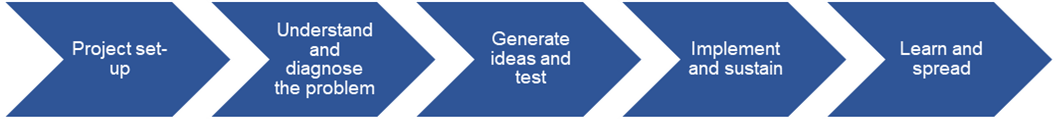 Project set-
up
Understand
and
diagnose
the problem
Generate
ideas and
test
Implement
and sustain
Learn and
spread